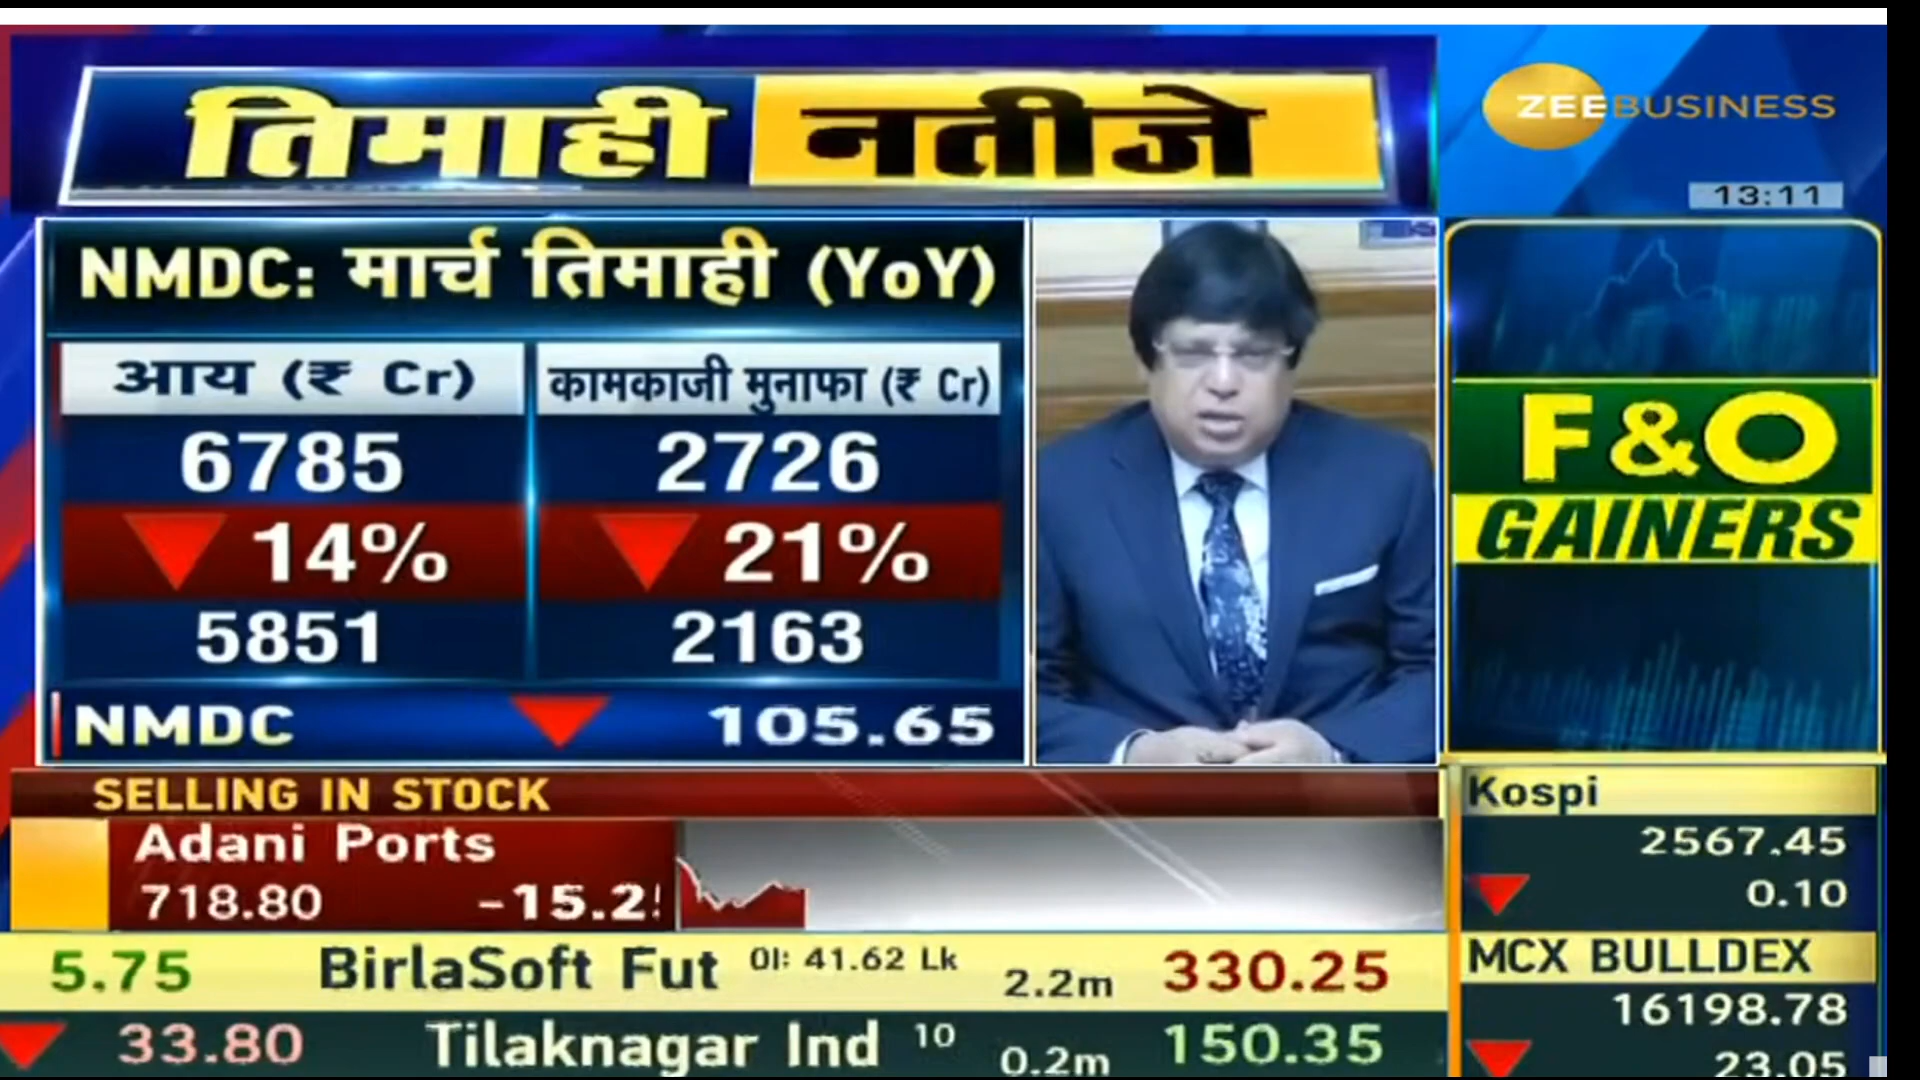 तिमाही नतीजे
ZEEBUSINESS
13:11
NMDC: मार्च तिमाही (YoY)
आय (₹ Cr) कामकाजी मुनाफा (₹ Cr)
6785 2726
14% 21%
5851 2163
NMDC 105.65
F&O
GAINERS
SELLING IN STOCK
Adani Ports
718.80 -15.2
Kospi
2567.45
0.10
MCX BULLDEX
16198.78
23.05
5.75 BirlaSoft Fut OI: 41.62 Lk 2.2m 330.25
33.80 Tilaknagar Ind 10 0.2m 150.35